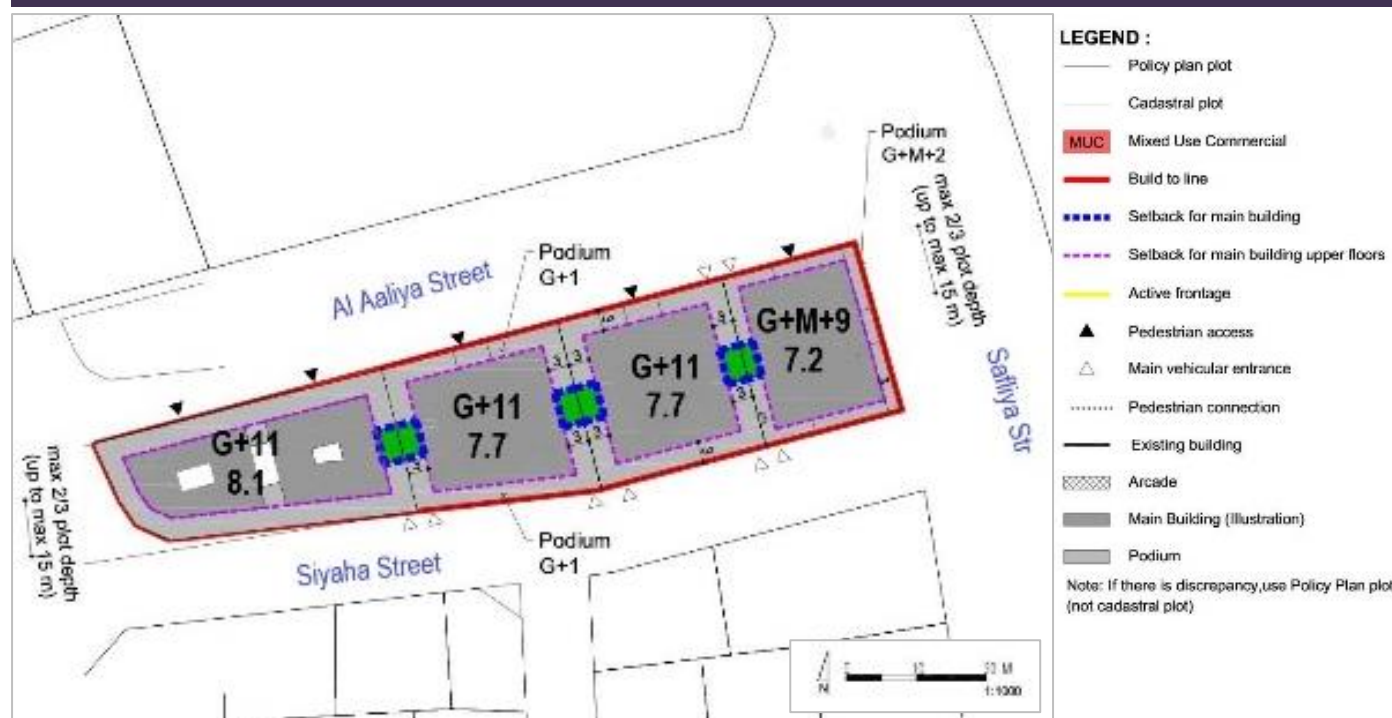 Podium
G+M+2
max 2/3 plot depth
(up to max 15 m)
Podium
G+1
Al Aaliya Street
G+M+9
7.2
G+11
7.7
G+11
7.7
G+11
8.1
3
3
3
3
3
3
3
Safliya Str
max 2/3 plot depth
(up to max 15 m)
Siyaha Street
Podium
G+1
N
0
10
20 M
1:1000
LEGEND :
Policy plan plot
Cadastral plot
MUC Mixed Use Commercial
Build to line
Setback for main building
Setback for main building upper floors
Active frontage
Pedestrian access
Main vehicular entrance
Pedestrian connection
Existing building
Arcade
Main Building (Illustration)
Podium
Note: If there is discrepancy,use Policy Plan plot
(not cadastral plot)